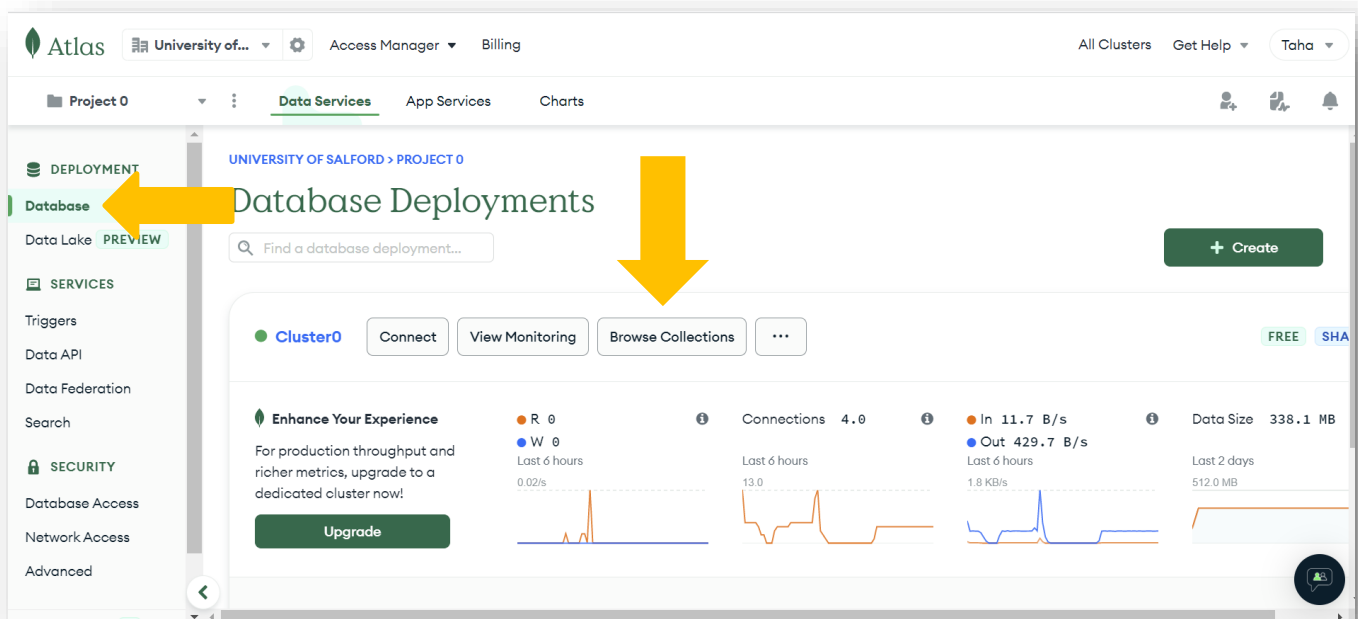 Atlas University of... Access Manager Billing All Clusters Get Help Taha
Project 0 Data Services App Services Charts
DEPLOYMENT
Database
Data Lake PREVIEW
SERVICES
Triggers
Data API
Data Federation
Search
SECURITY
Database Access
Network Access
Advanced
UNIVERSITY OF SALFORD > PROJECT 0
Database Deployments
Find a database deployment...
+ Create
Cluster0 Connect View Monitoring Browse Collections ... FREE SHA
Enhance Your Experience
For production throughput and
richer metrics, upgrade to a
dedicated cluster now!
Upgrade
R 0
W 0
Last 6 hours
0.02/s
Connections 4.0
Last 6 hours
13.0
In 11.7 B/s
Out 429.7 B/s
Last 6 hours
1.8 KB/s
Data Size 338.1 MB
Last 2 days
512.0 MB